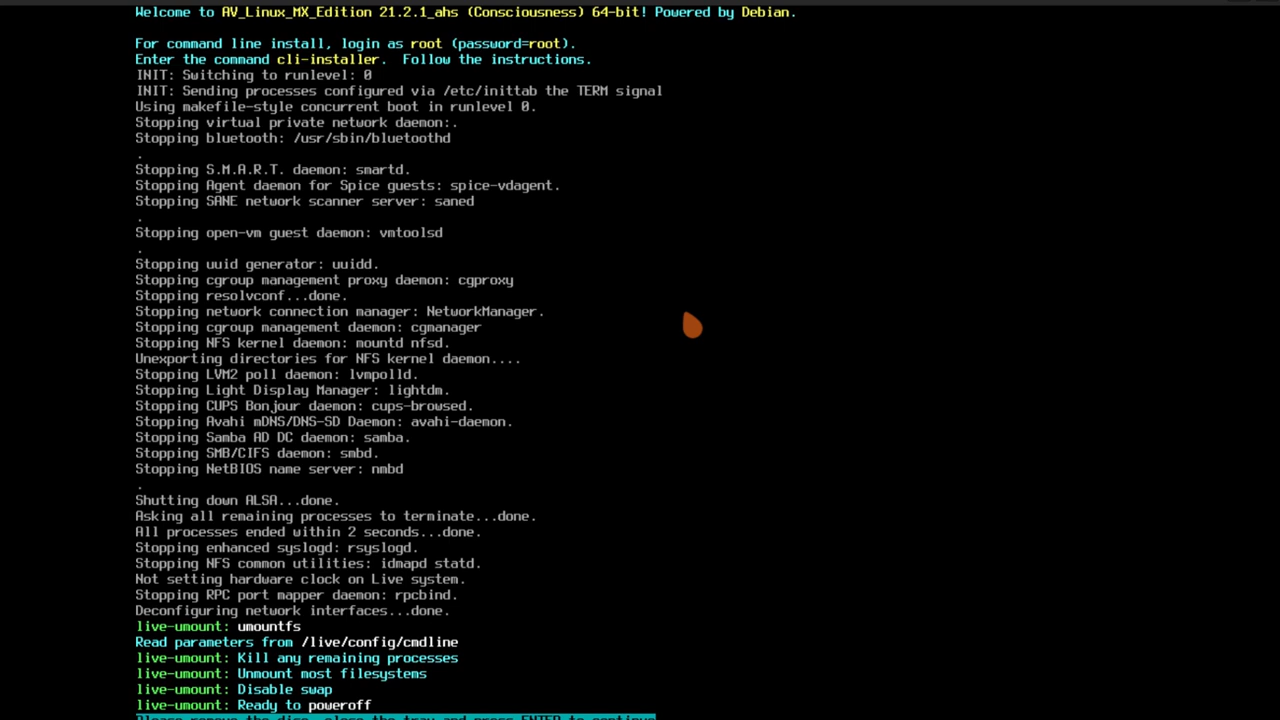 Welcome to AV_Linux_MX_Edition 21.2.1_ahs (Consciousness) 64-bit! Powered by Debian.
For command line install, login as root (password=root).
Enter the command cli-installer.  Follow the instructions.
INIT: Switching to runlevel: 0
INIT: Sending processes configured via /etc/inittab the TERM signal
Using makefile-style concurrent boot in runlevel 0.
Stopping virtual private network daemon:.
Stopping bluetooth: /usr/sbin/bluetoothd
.
Stopping S.M.A.R.T. daemon: smartd.
Stopping Agent daemon for Spice guests: spice-vdagent.
Stopping SANE network scanner server: saned
.
Stopping open-vm guest daemon: vmtoolsd
.
Stopping uuid generator: uuidd.
Stopping cgroup management proxy daemon: cgproxy
Stopping resolvconf...done.
Stopping network connection manager: NetworkManager.
Stopping cgroup management daemon: cgmanager
Stopping NFS kernel daemon: mountd nfsd.
Unexporting directories for NFS kernel daemon....
Stopping LVM2 poll daemon: lvmpolld.
Stopping Light Display Manager: lightdm.
Stopping CUPS Bonjour daemon: cups-browsed.
Stopping Avahi mDNS/DNS-SD Daemon: avahi-daemon.
Stopping Samba AD DC daemon: samba.
Stopping SMB/CIFS daemon: smbd.
Stopping NetBIOS name server: nmbd
.
Shutting down ALSA...done.
Asking all remaining processes to terminate...done.
All processes ended within 2 seconds...done.
Stopping enhanced syslogd: rsyslogd.
Stopping NFS common utilities: idmapd statd.
Not setting hardware clock on Live system.
Stopping RPC port mapper daemon: rpcbind.
Deconfiguring network interfaces...done.
live-umount: umountfs
Read parameters from /live/config/cmdline
live-umount: Kill any remaining processes
live-umount: Unmount most filesystems
live-umount: Disable swap
live-umount: Ready to poweroff
Please remove the disc, close the tray and press ENTER to continue